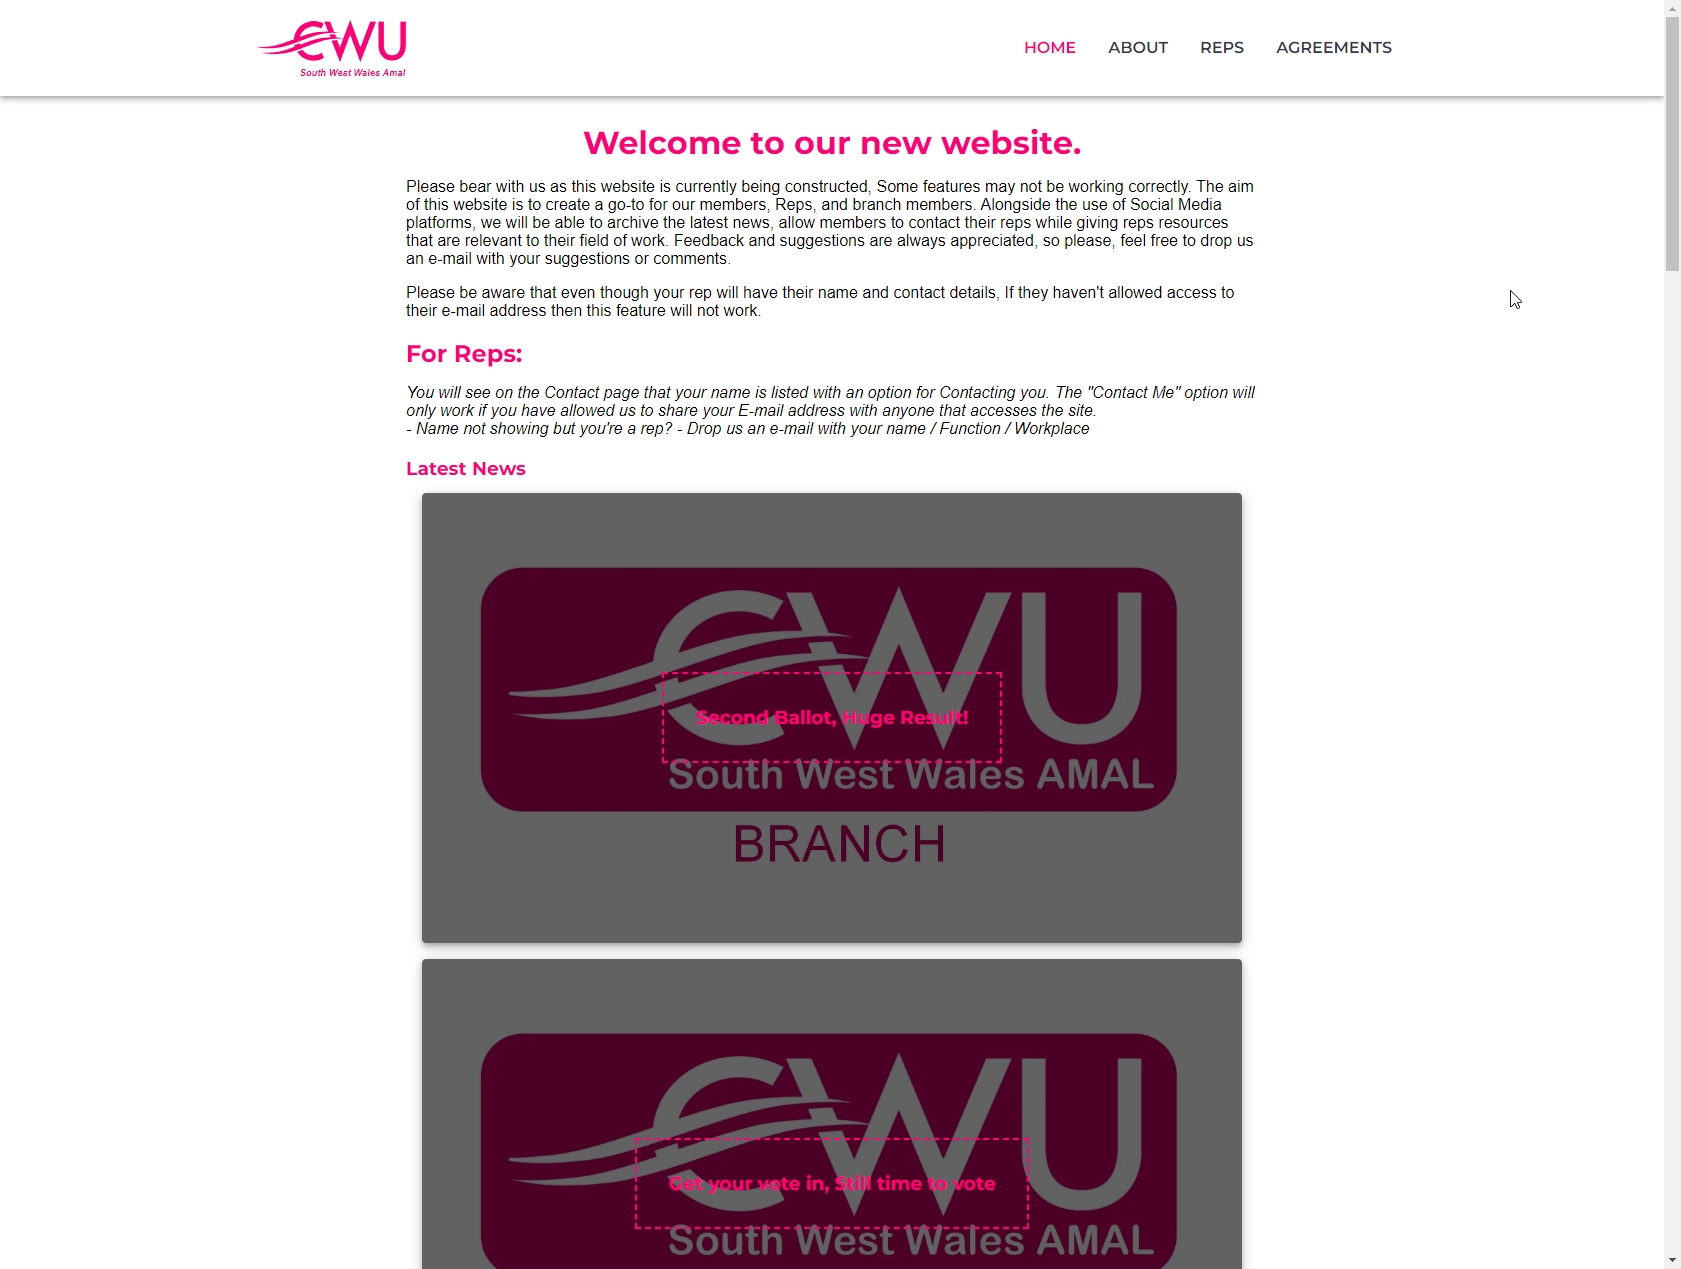 CWU
South West Wales Amal
HOME
ABOUT
REPS
AGREEMENTS
Welcome to our new website.
Please bear with us as this website is currently being constructed, Some features may not be working correctly. The aim
of this website is to create a go-to for our members, Reps, and branch members. Alongside the use of Social Media
platforms, we will be able to archive the latest news, allow members to contact their reps while giving reps resources
that are relevant to their field of work. Feedback and suggestions are always appreciated, so please, feel free to drop us
an e-mail with your suggestions or comments.
Please be aware that even though your rep will have their name and contact details, If they haven't allowed access to
their e-mail address then this feature will not work.
For Reps:
You will see on the Contact page that your name is listed with an option for Contacting you. The "Contact Me" option will
only work if you have allowed us to share your E-mail address with anyone that accesses the site.
- Name not showing but you're a rep? - Drop us an e-mail with your name / Function / Workplace
Latest News
CWU
Second Ballot, Huge Result!
South West Wales AMAL
BRANCH
CWU
Get your vote in, Still time to vote
South West Wales AMAL